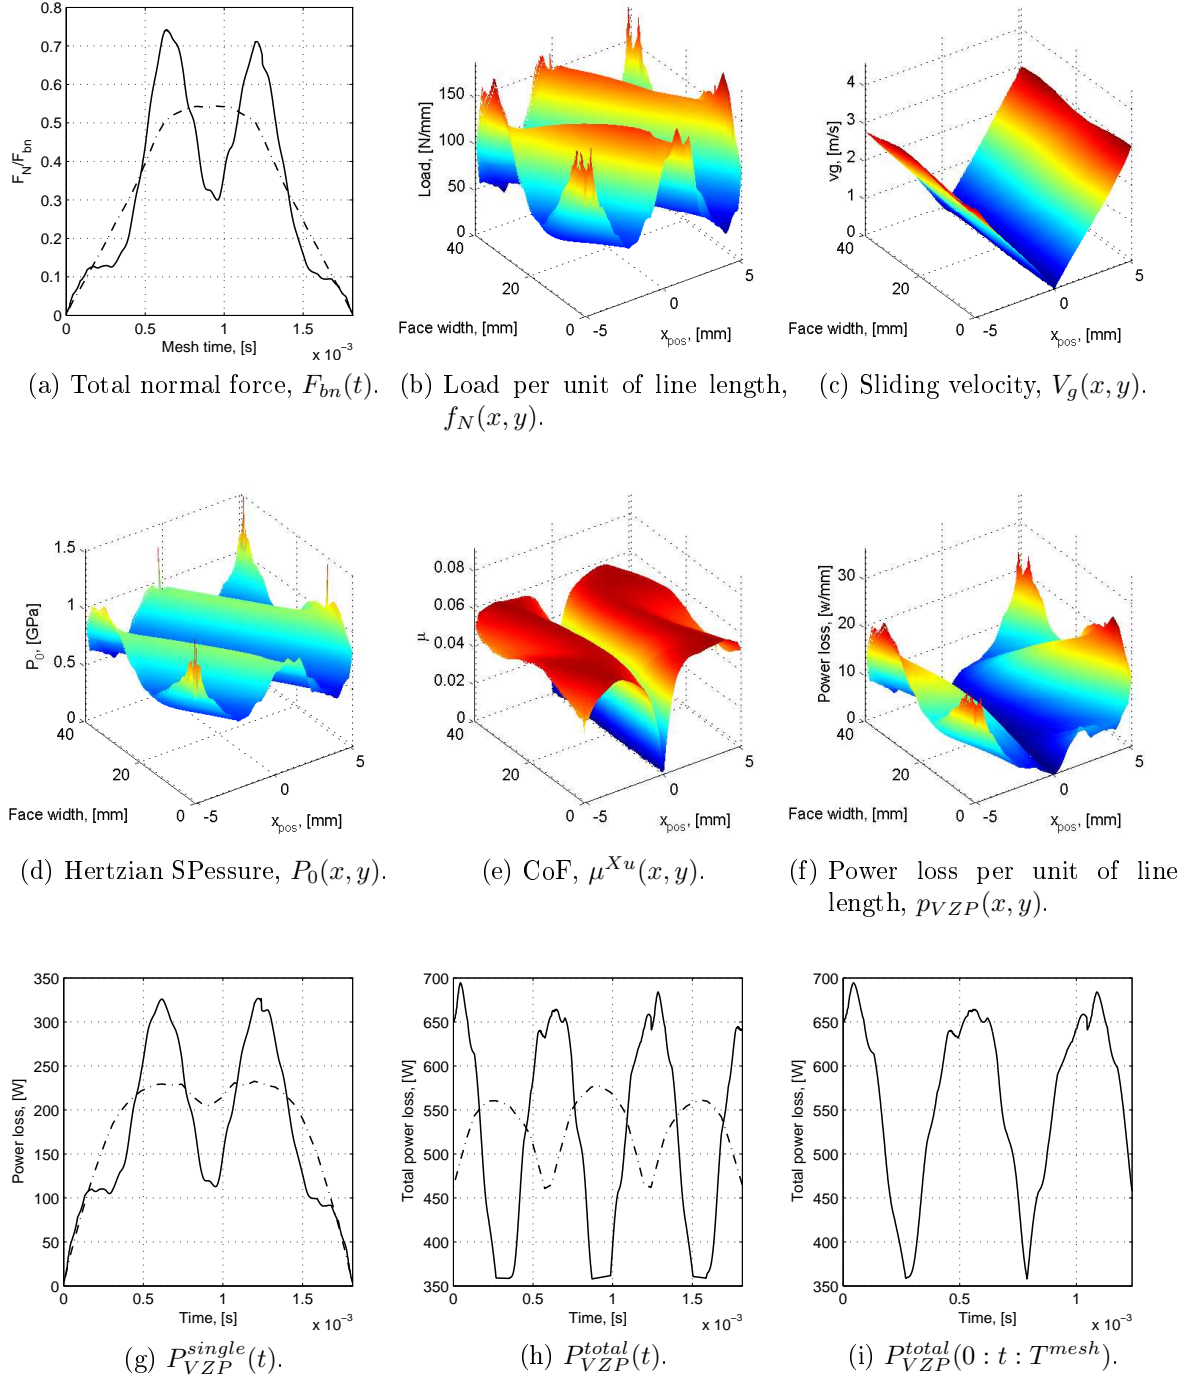 0.8
0.7
0.6
0.5
0.4
0.3
0.2
0.1
0
F_N/F_bn
0 0.5 1 1.5
Mesh time, [s]
x 10^-3
(a) Total normal force, F_bn(t).
150
100
50
0
Load, [N/mm]
40
20
0
Face width, [mm]
-5
0
5
x_pos, [mm]
(b) Load per unit of line length,
f_N(x, y).
4
3
2
1
0
vg, [m/s]
40
20
0
Face width, [mm]
-5
0
5
x_pos, [mm]
(c) Sliding velocity, V_g(x, y).
1.5
1
0.5
0
P_0, [GPa]
40
20
0
Face width, [mm]
-5
0
5
x_pos, [mm]
(d) Hertzian SPessure, P_0(x, y).
0.08
0.06
0.04
0.02
0
μ
40
20
0
Face width, [mm]
-5
0
5
x_pos, [mm]
(e) CoF, μ^Xu(x, y).
30
20
10
0
Power loss, [w/mm]
40
20
0
Face width, [mm]
-5
0
5
x_pos, [mm]
(f) Power loss per unit of line
length, p_VZP(x, y).
350
300
250
200
150
100
50
0
Power loss, [W]
0 0.5 1 1.5
Time, [s]
x 10^-3
(g) P_VZP^single(t).
700
650
600
550
500
450
400
350
Total power loss, [W]
0 0.5 1 1.5
Time, [s]
x 10^-3
(h) P_VZP^total(t).
700
650
600
550
500
450
400
350
Total power loss, [W]
0 0.5 1
Time, [s]
x 10^-3
(i) P_VZP^total(0 : t : T^mesh).